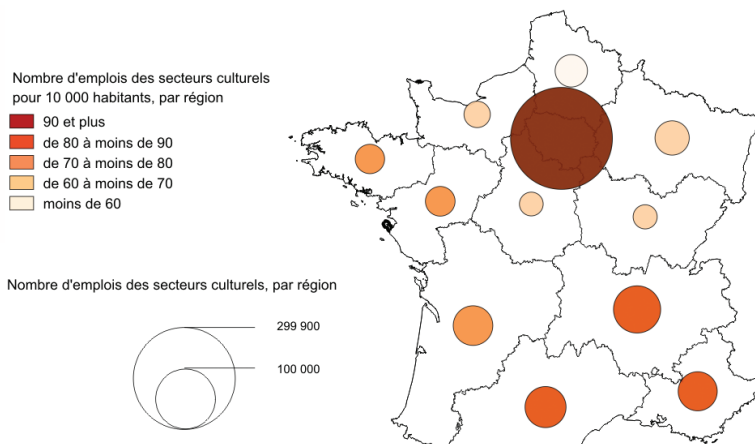 Nombre d'emplois des secteurs culturels
pour 10 000 habitants, par région
90 et plus
de 80 à moins de 90
de 70 à moins de 80
de 60 à moins de 70
moins de 60
Nombre d'emplois des secteurs culturels, par région
299 900
100 000